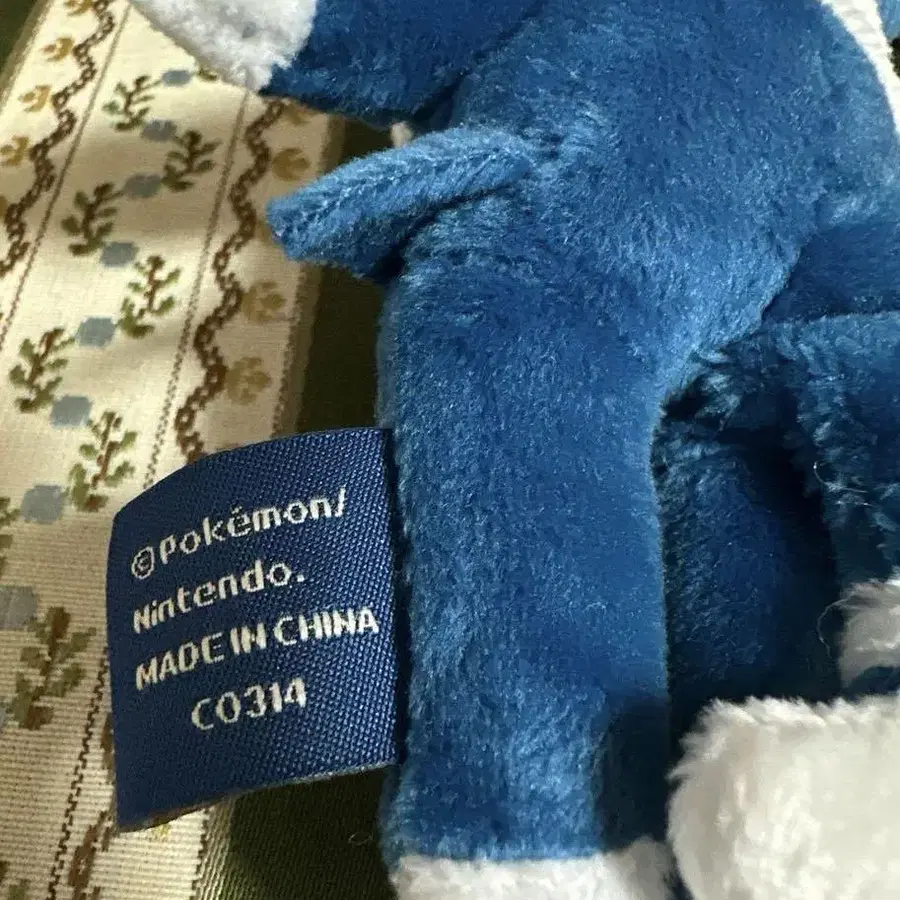 ©Pokémon/
Nintendo.
MADE IN CHINA
C0314